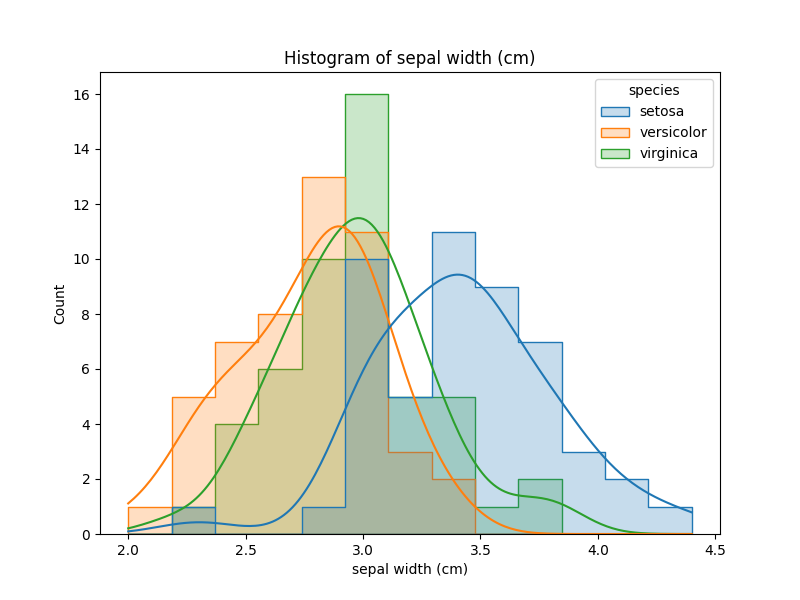 Histogram of sepal width (cm)
species
setosa
versicolor
virginica
Count
16
14
12
10
8
6
4
2
0
2.0 2.5 3.0 3.5 4.0 4.5
sepal width (cm)